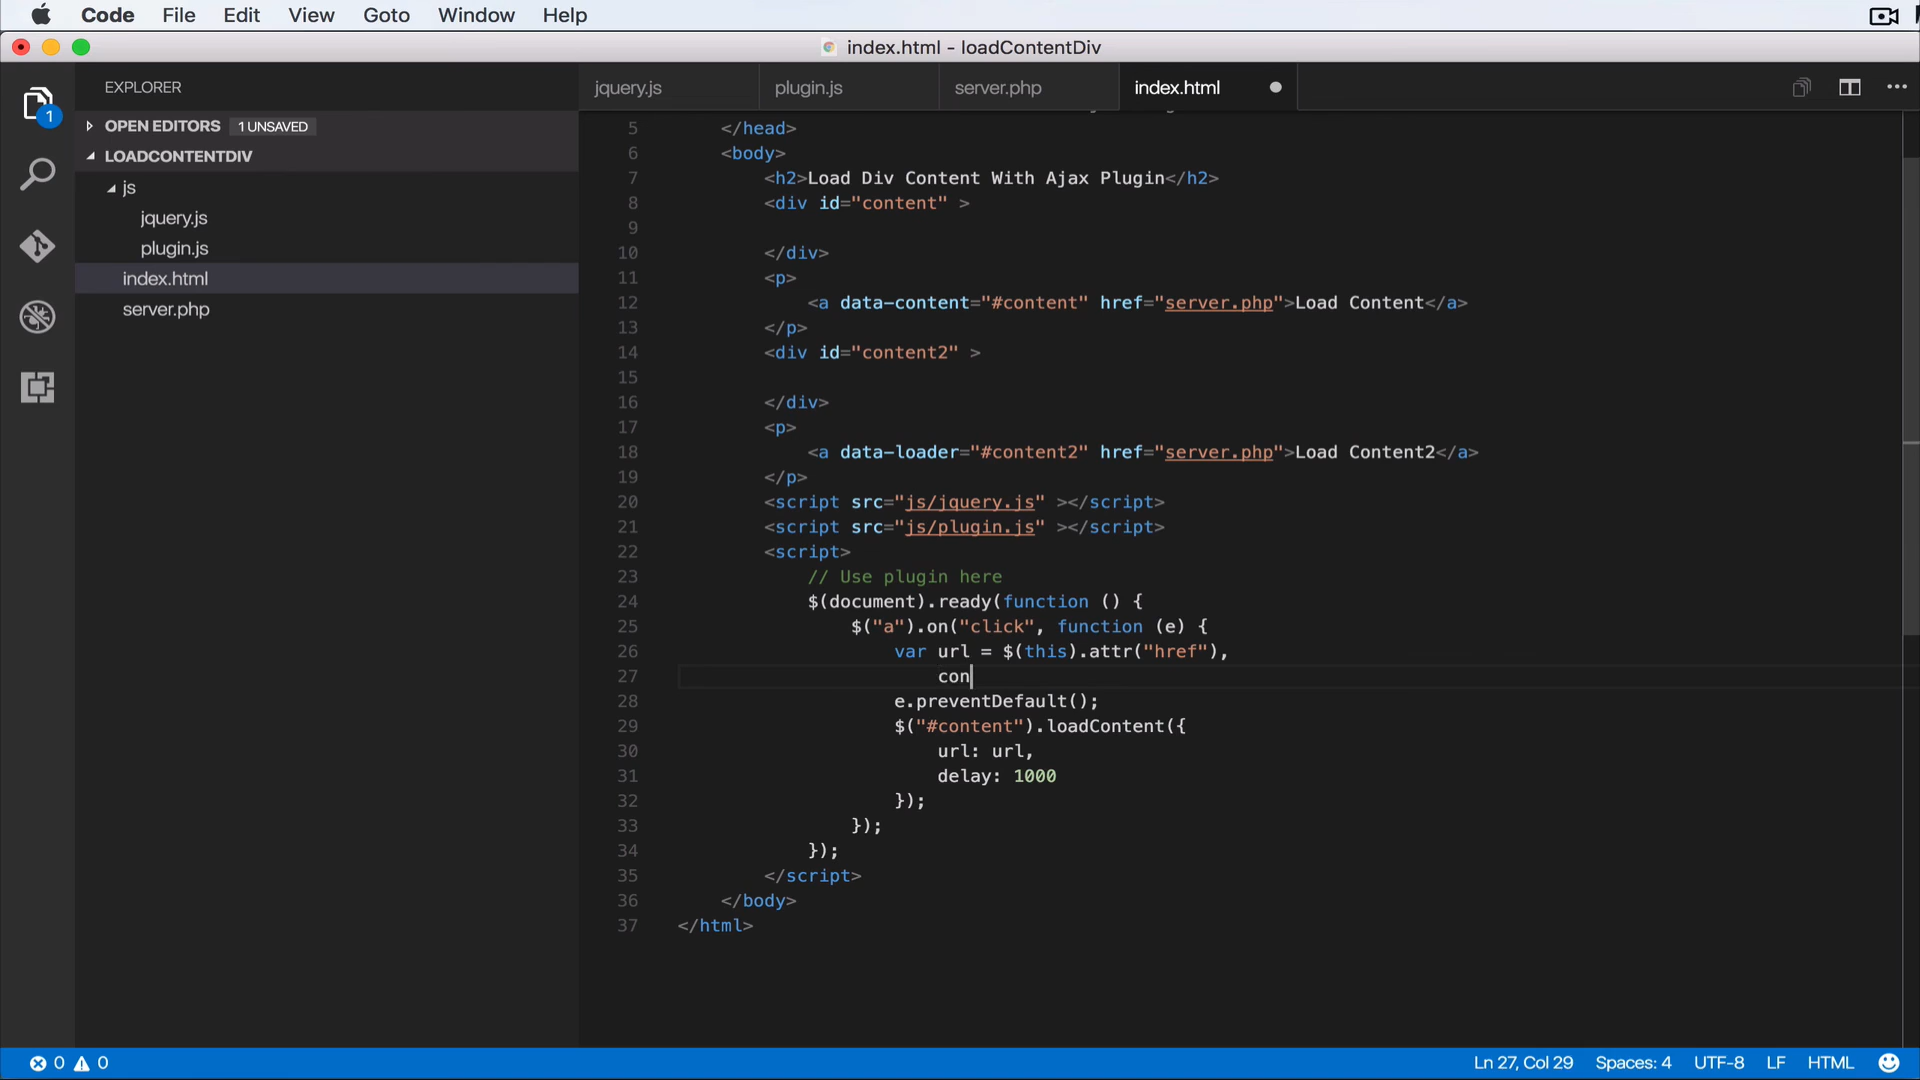 Code File Edit View Goto Window Help
index.html - loadContentDiv
EXPLORER
jquery.js plugin.js server.php index.html
1
OPEN EDITORS 1 UNSAVED
LOADCONTENTDIV
js
jquery.js
plugin.js
index.html
server.php
5 </head>
6 <body>
7 <h2>Load Div Content With Ajax Plugin</h2>
8 <div id="content" >
9
10 </div>
11 <p>
12 <a data-content="#content" href="server.php">Load Content</a>
13 </p>
14 <div id="content2" >
15
16 </div>
17 <p>
18 <a data-loader="#content2" href="server.php">Load Content2</a>
19 </p>
20 <script src="js/jquery.js" ></script>
21 <script src="js/plugin.js" ></script>
22 <script>
23 // Use plugin here
24 $(document).ready(function () {
25 $("a").on("click", function (e) {
26 var url = $(this).attr("href"),
27 con
28 e.preventDefault();
29 $("#content").loadContent({
30 url: url,
31 delay: 1000
32 });
33 });
34 });
35 </script>
36 </body>
37 </html>
0 0 Ln 27, Col 29 Spaces: 4 UTF-8 LF HTML